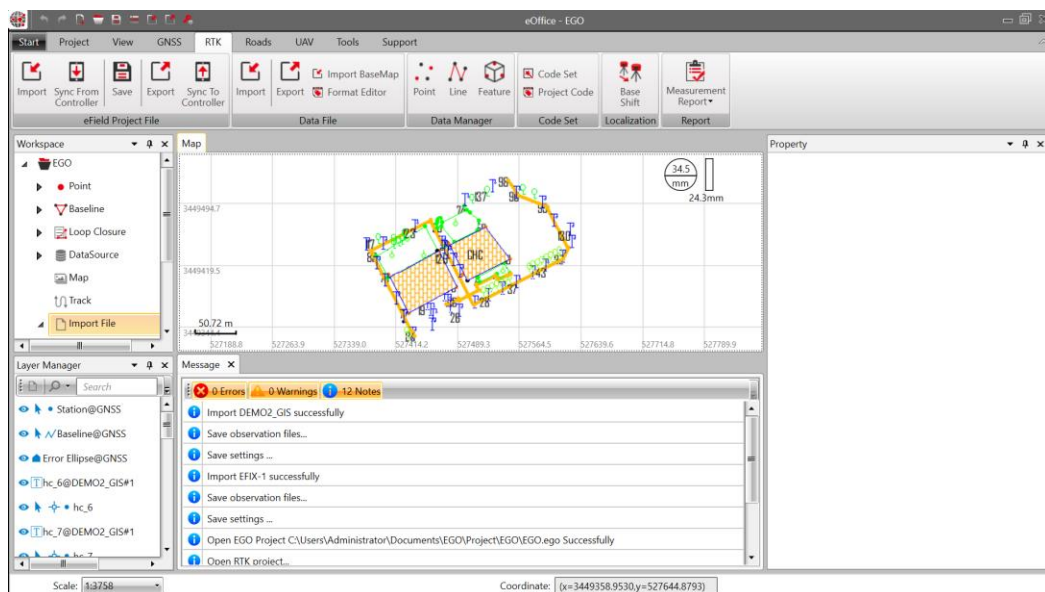 eOffice - EGO
Start Project View GNSS RTK Roads UAV Tools Support
Import Sync From Controller Save Export Sync To Controller
eField Project File
Import Export Import BaseMap
Format Editor
Data File
Point Line Feature
Data Manager
Code Set
Project Code
Code Set
Base Shift
Localization
Measurement Report
Report
Workspace
EGO
Point
Baseline
Loop Closure
DataSource
Map
Track
Import File
Map
34.5
mm
24.3mm
3449494.7
3449419.5
CHC
50.72 m
527188.8 527263.9 527339.0 527414.2 527489.3 527564.5 527639.6 527714.8 527789.9
Property
Layer Manager
Search
Station@GNSS
Baseline@GNSS
Error Ellipse@GNSS
hc_6@DEMO2_GIS#1
hc_6
hc_7@DEMO2_GIS#1
hc_7
Message
0 Errors 0 Warnings 12 Notes
Import DEMO2_GIS successfully
Save observation files...
Save settings ...
Import EFIX-1 successfully
Save observation files...
Save settings ...
Open EGO Project C:\Users\Administrator\Documents\EGO\Project\EGO\EGO.ego Successfully
Open RTK project...
Scale: 1:3758
Coordinate: (x=3449358.9530,y=527644.8793)